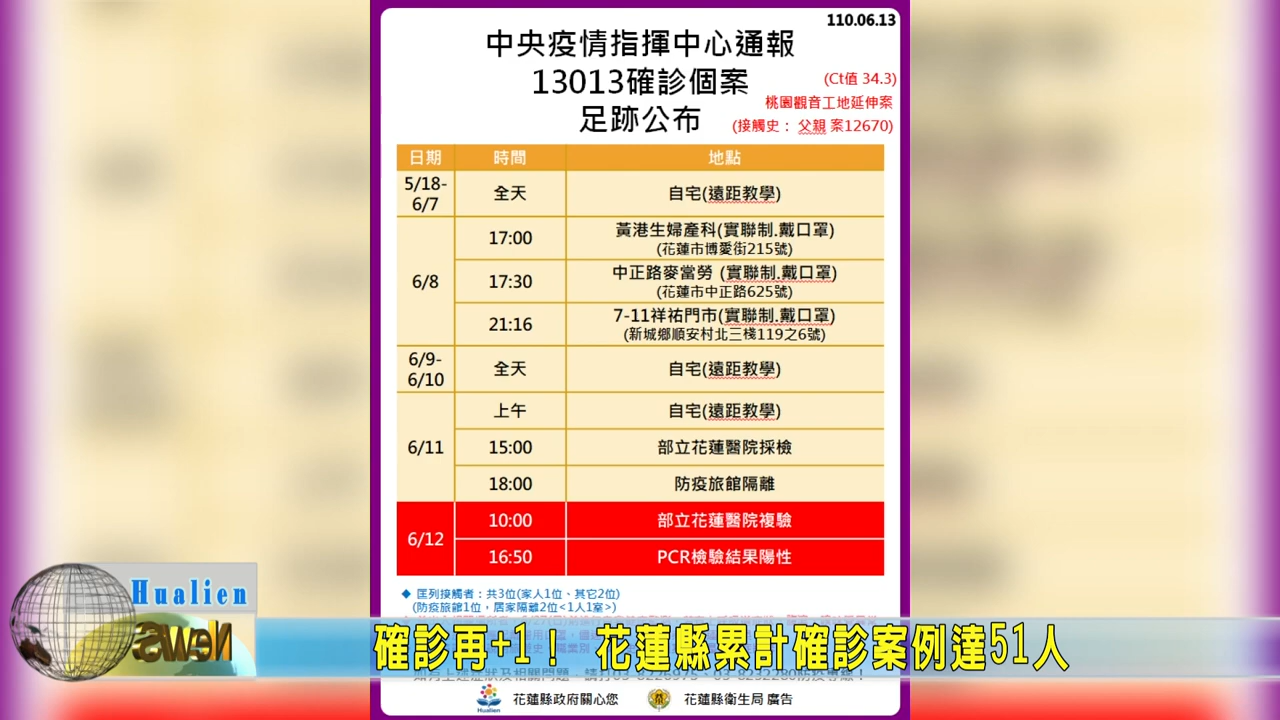 110.06.13
中央疫情指揮中心通報
13013確診個案
足跡公布
(Ct值 34.3)
桃園觀音工地延伸案
(接觸史： 父親 案12670)
日期 時間 地點
5/18-6/7 全天 自宅(遠距教學)
6/8 17:00 黃港生婦產科(實聯制.戴口罩)
(花蓮市博愛街215號)
17:30 中正路麥當勞 (實聯制.戴口罩)
(花蓮市中正路625號)
21:16 7-11祥祐門市(實聯制.戴口罩)
(新城鄉順安村北三棧119之6號)
6/9-6/10 全天 自宅(遠距教學)
6/11 上午 自宅(遠距教學)
15:00 部立花蓮醫院採檢
18:00 防疫旅館隔離
6/12 10:00 部立花蓮醫院複驗
16:50 PCR檢驗結果陽性
◆ 匡列接觸者：共3位(家人1位、其它2位)
(防疫旅館1位，居家隔離2位<1人1室>)
Hualien
News
確診再+1！ 花蓮縣累計確診案例達51人
Hualien 花蓮縣政府關心您 花蓮縣衛生局 廣告